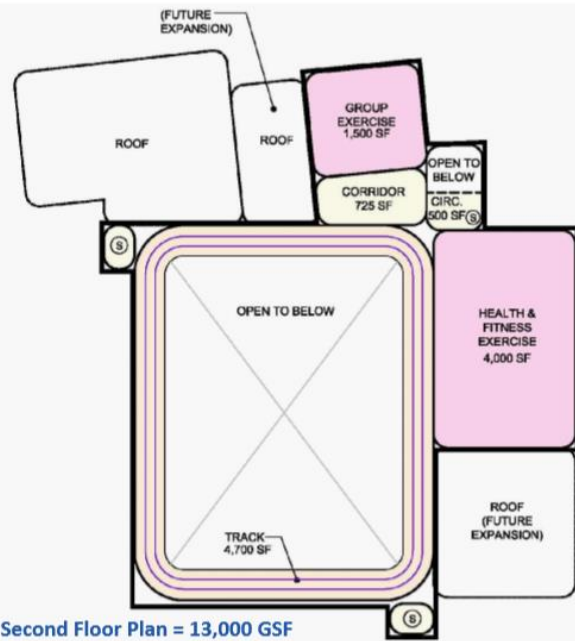 (FUTURE
EXPANSION)
ROOF
ROOF
GROUP
EXERCISE
1,500 SF
CORRIDOR
725 SF
OPEN TO
BELOW
CIRC.
500 SF Ⓢ
Ⓢ
OPEN TO BELOW
HEALTH &
FITNESS
EXERCISE
4,000 SF
ROOF
(FUTURE
EXPANSION)
TRACK
4,700 SF
Ⓢ
Second Floor Plan = 13,000 GSF